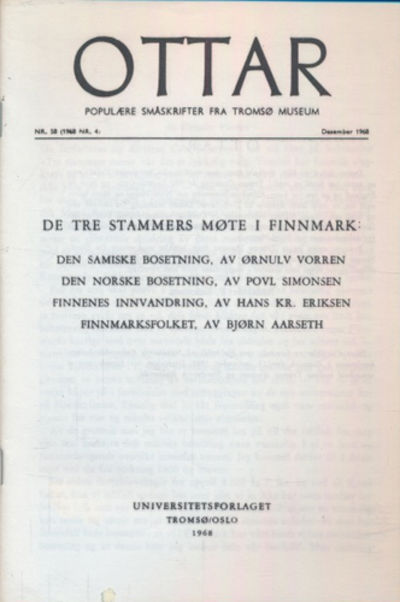 OTTAR
POPULÆRE SMÅSKRIFTER FRA TROMSØ MUSEUM
NR. 58 (1968 NR. 4) Desember 1968
DE TRE STAMMERS MØTE I FINNMARK:
DEN SAMISKE BOSETNING, AV ØRNULV VORREN
DEN NORSKE BOSETNING, AV POVL SIMONSEN
FINNENES INNVANDRING, AV HANS KR. ERIKSEN
FINNMARKSFOLKET, AV BJØRN AARSETH
UNIVERSITETSFORLAGET
TROMSØ/OSLO
1968